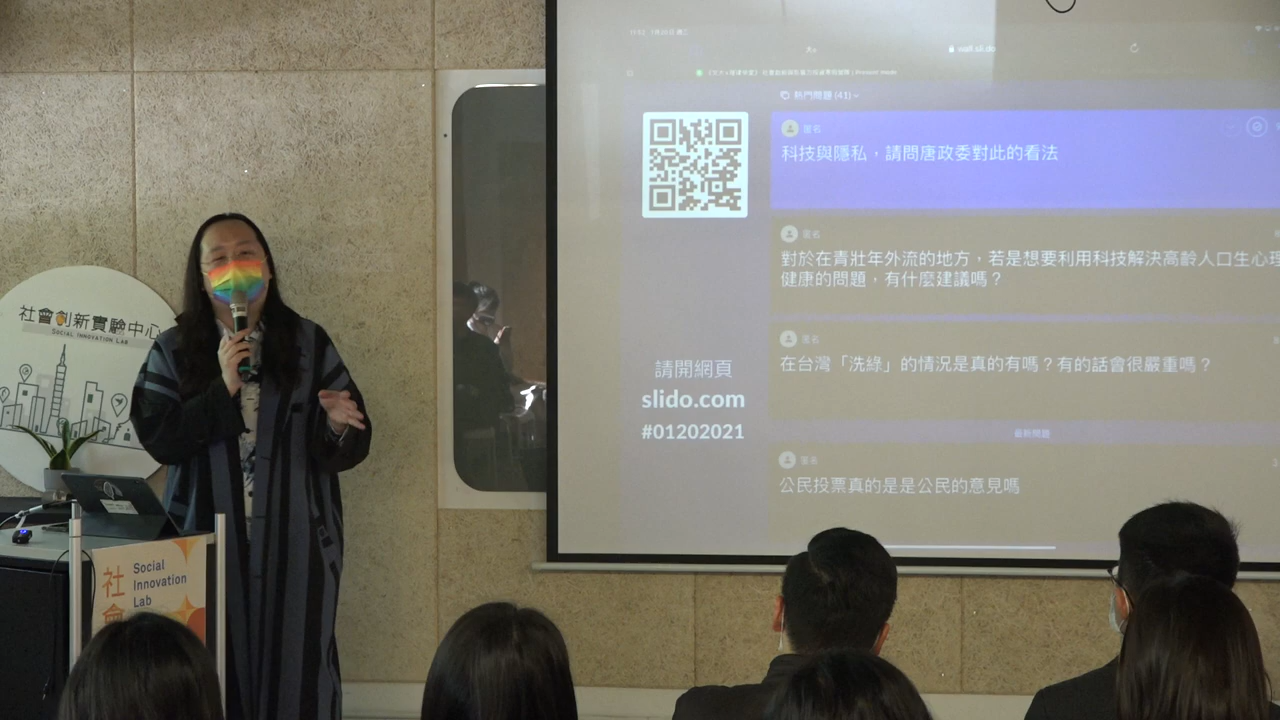 社會創新實驗中心
SOCIAL INNOVATION LAB
社會
Social
Innovation
Lab
wall.sli.do
熱門問題 (41)
匿名
科技與隱私，請問唐政委對此的看法
匿名
對於在青壯年外流的地方，若是想要利用科技解決高齡人口生心理
健康的問題，有什麼建議嗎？
匿名
在台灣「洗綠」的情況是真的有嗎？有的話會很嚴重嗎？
最新問題
匿名
公民投票真的是是公民的意見嗎
請開網頁
slido.com
#01202021